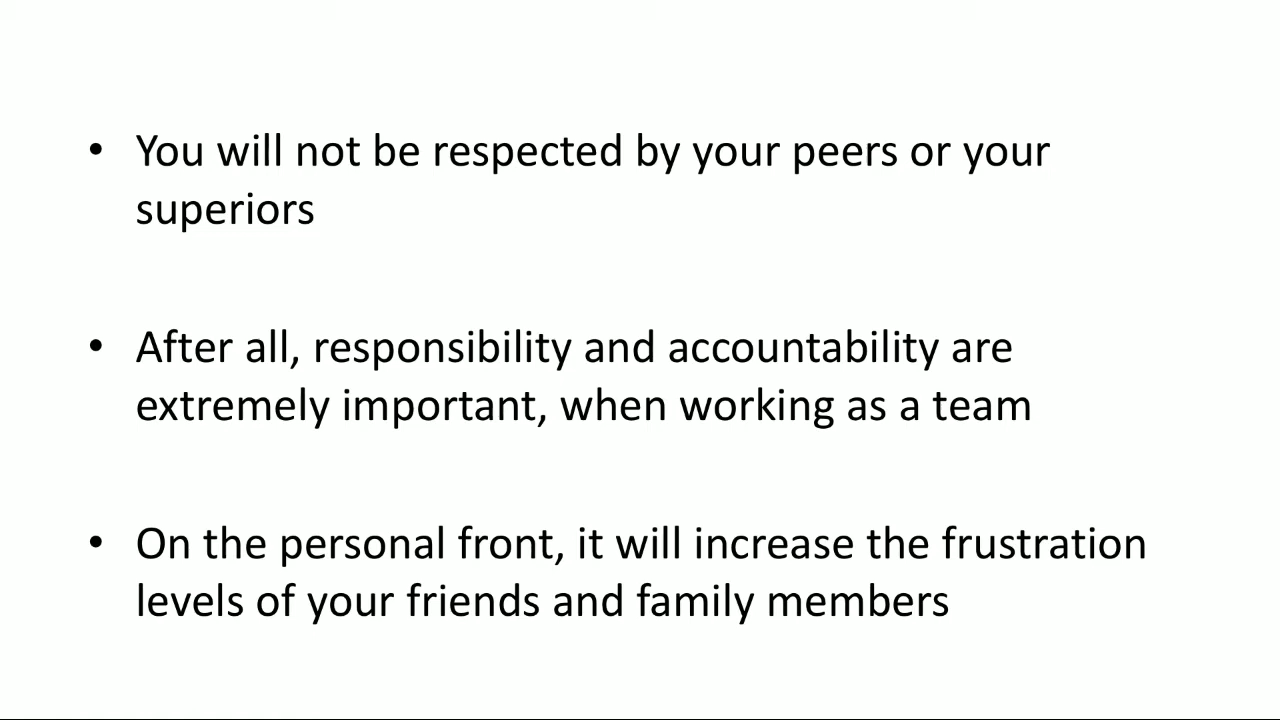 • You will not be respected by your peers or your
superiors
• After all, responsibility and accountability are
extremely important, when working as a team
• On the personal front, it will increase the frustration
levels of your friends and family members